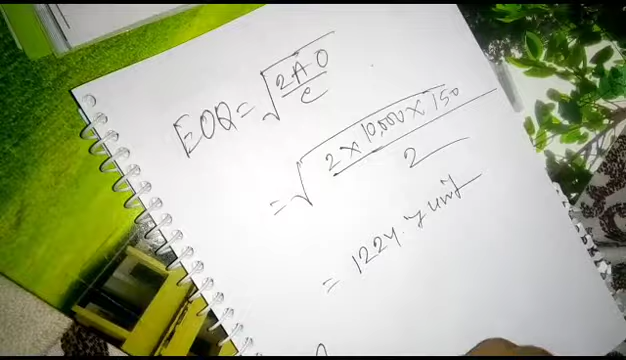 EOQ = √(2AO/C)
= √(2 × 10,000 × 150 / 2)
= 1224.7 unit